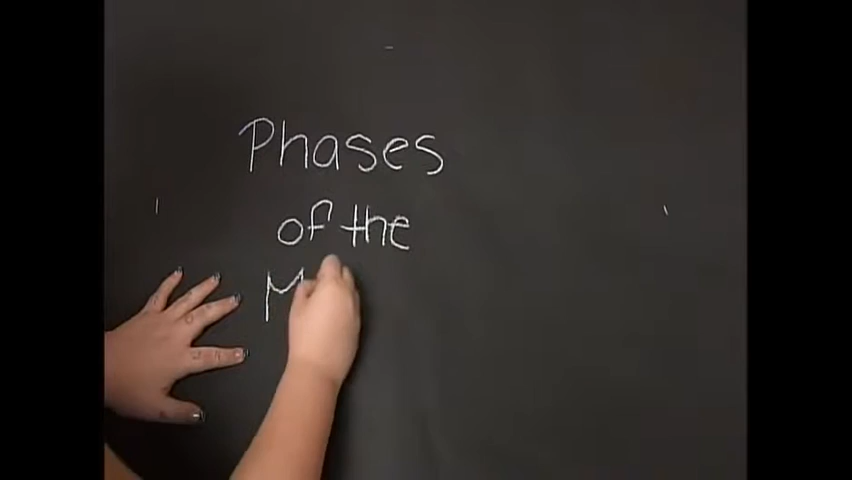 Phases
of the
M